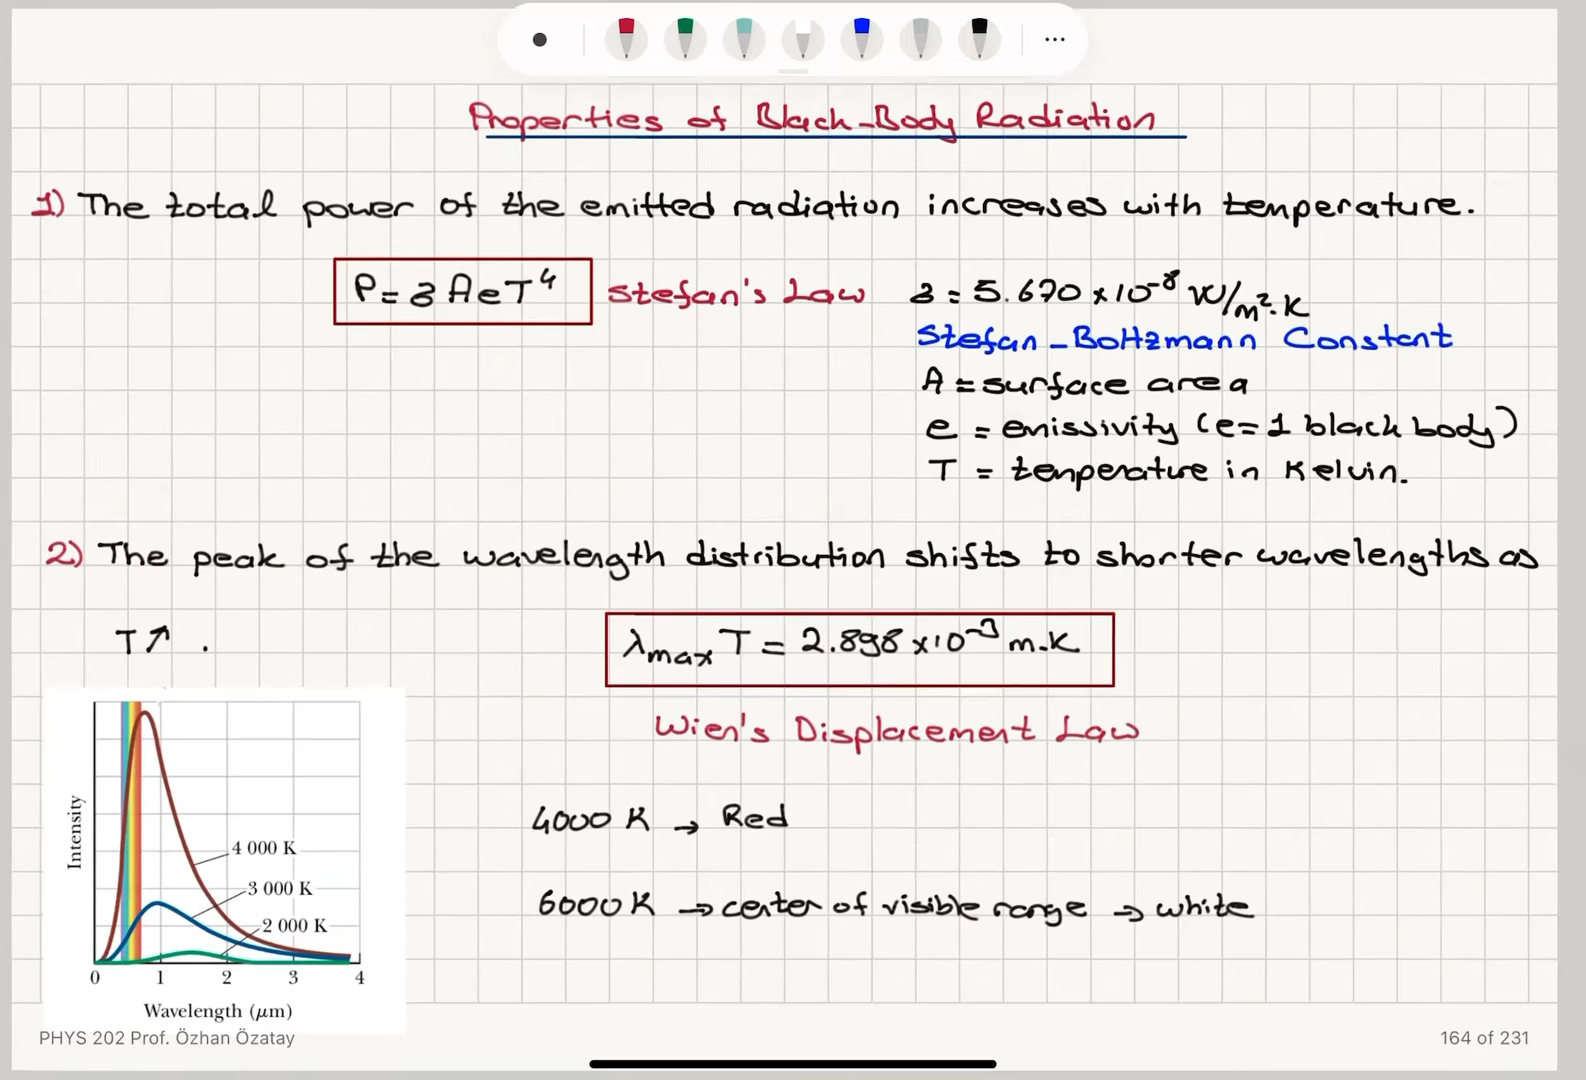 Properties of Black-Body Radiation
1) The total power of the emitted radiation increases with temperature.
P = σ A e T⁴ Stefan's Law σ = 5.670 × 10⁻⁸ W/m².K
Stefan-Boltzmann Constant
A = surface area
e = emissivity (e = 1 black body)
T = temperature in Kelvin.
2) The peak of the wavelength distribution shifts to shorter wavelengths as
T↗ .
λmax T = 2.898 × 10⁻³ m.K
Wien's Displacement Law
4000 K → Red
6000 K → center of visible range → white
Intensity
4 000 K
3 000 K
2 000 K
0 1 2 3 4
Wavelength (μm)
PHYS 202 Prof. Özhan Özatay
164 of 231